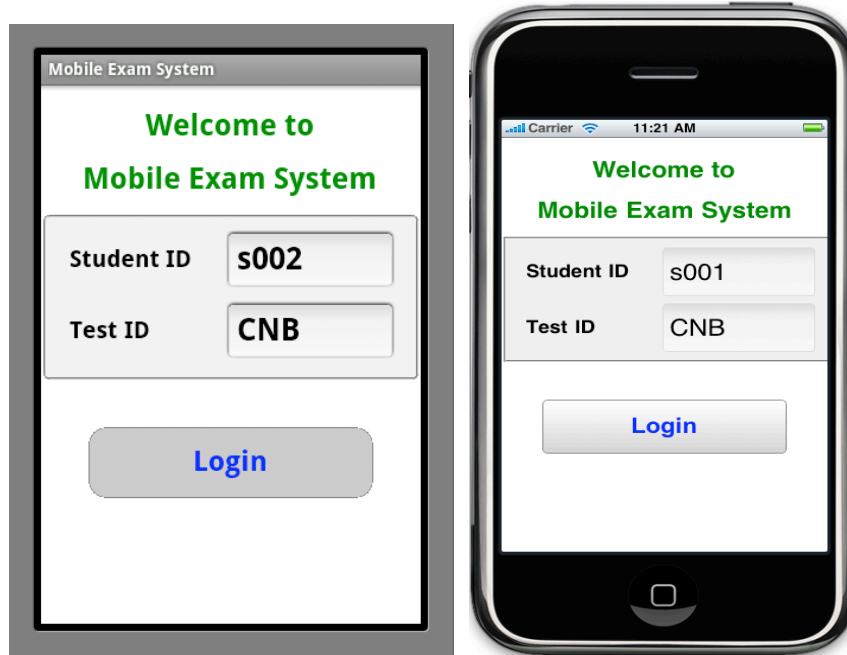 Mobile Exam System
Welcome to
Mobile Exam System
Student ID s002
Test ID CNB
Login
Carrier 11:21 AM
Welcome to
Mobile Exam System
Student ID s001
Test ID CNB
Login